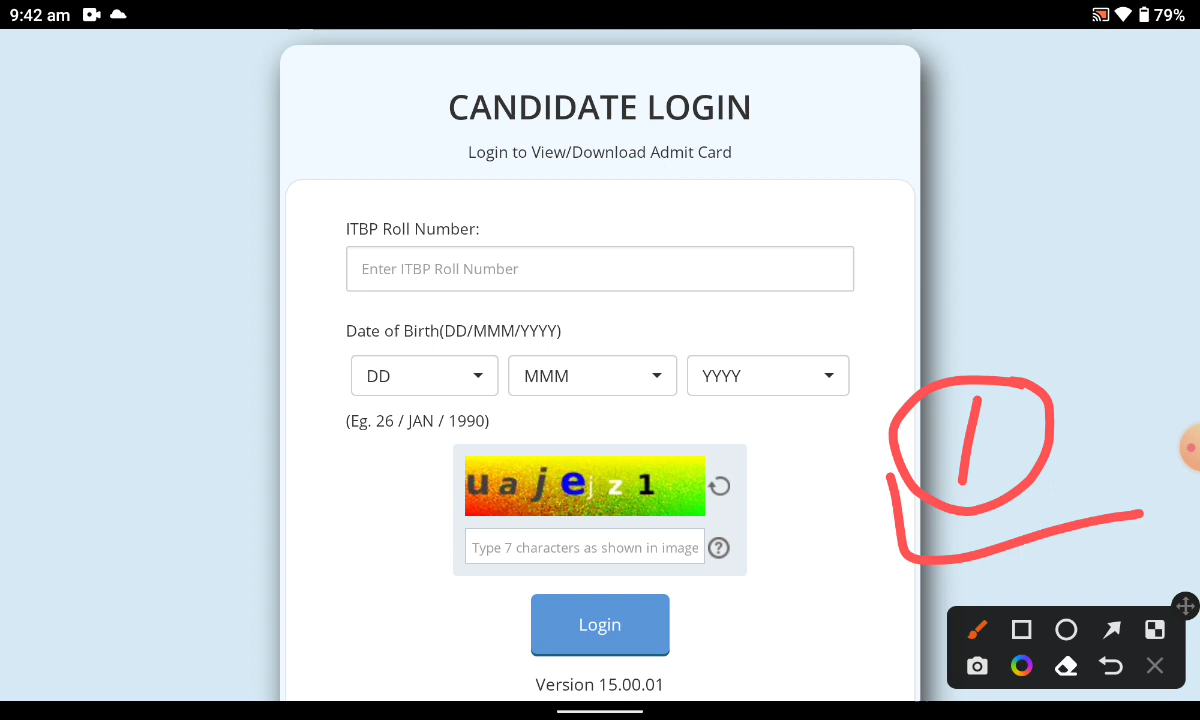 9:42 am 79%
CANDIDATE LOGIN
Login to View/Download Admit Card
ITBP Roll Number:
Enter ITBP Roll Number
Date of Birth(DD/MMM/YYYY)
DD MMM YYYY
(Eg. 26 / JAN / 1990)
u a j e j z 1
Type 7 characters as shown in image
Login
Version 15.00.01
1